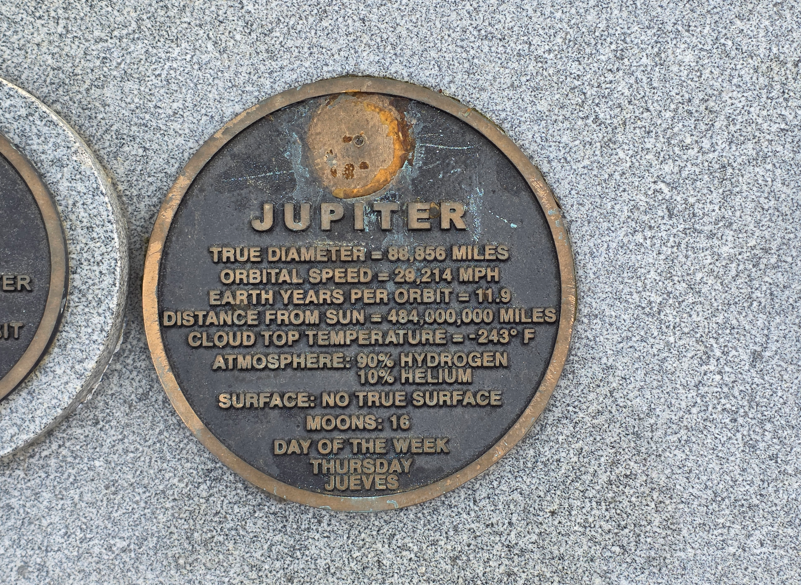 JUPITER
TRUE DIAMETER = 88,856 MILES
ORBITAL SPEED = 29,214 MPH
EARTH YEARS PER ORBIT = 11.9
DISTANCE FROM SUN = 484,000,000 MILES
CLOUD TOP TEMPERATURE = -243° F
ATMOSPHERE: 90% HYDROGEN
10% HELIUM
SURFACE: NO TRUE SURFACE
MOONS: 16
DAY OF THE WEEK
THURSDAY
JUEVES